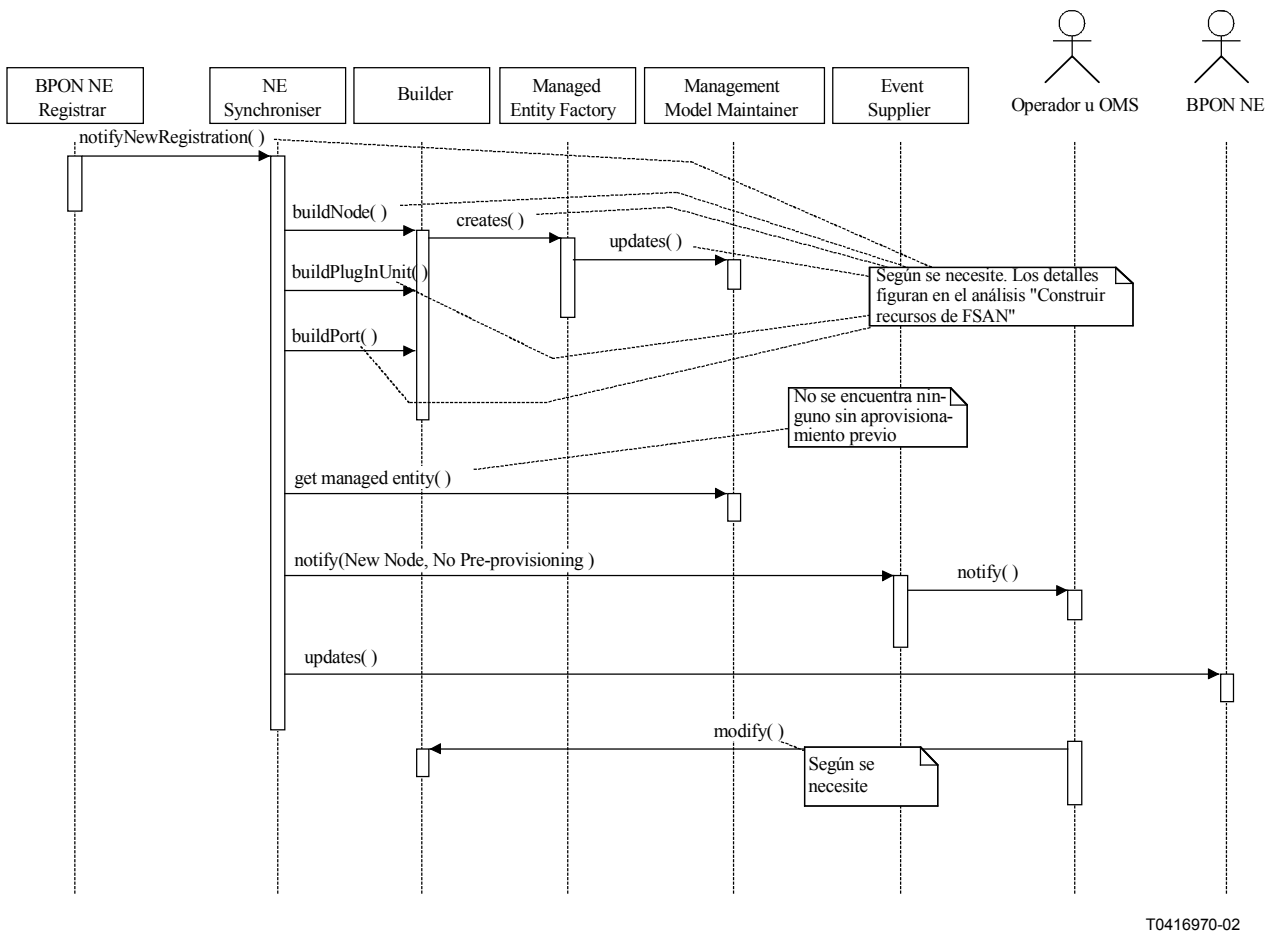 BPON NE
Registrar
NE
Synchroniser
Builder
Managed
Entity Factory
Management
Model Maintainer
Event
Supplier
Operador u OMS
BPON NE
notifyNewRegistration( )
buildNode( )
creates( )
updates( )
buildPlugInUnit( )
Según se necesite. Los detalles
figuran en el análisis "Construir
recursos de FSAN"
buildPort( )
No se encuentra nin-
guno sin aprovisiona-
miento previo
get managed entity( )
notify(New Node, No Pre-provisioning )
notify( )
updates( )
modify( )
Según se
necesite
T0416970-02